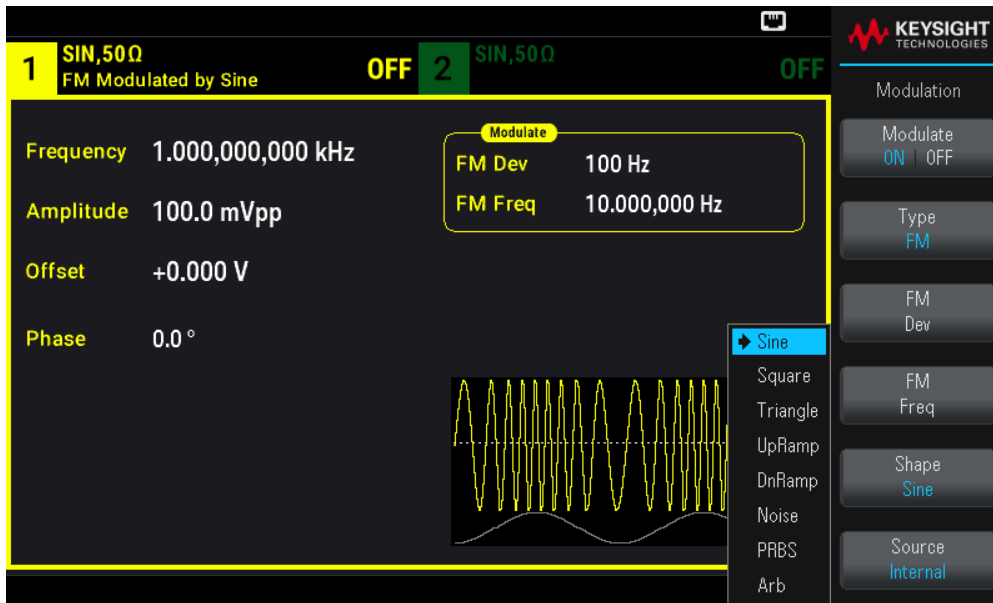 KEYSIGHT
TECHNOLOGIES
1
SIN,50Ω
FM Modulated by Sine
OFF
2
SIN,50Ω
OFF
Frequency 1.000,000,000 kHz
Amplitude 100.0 mVpp
Offset +0.000 V
Phase 0.0 °
Modulate
FM Dev 100 Hz
FM Freq 10.000,000 Hz
Sine
Square
Triangle
UpRamp
DnRamp
Noise
PRBS
Arb
Modulation
Modulate
ON | OFF
Type
FM
FM
Dev
FM
Freq
Shape
Sine
Source
Internal